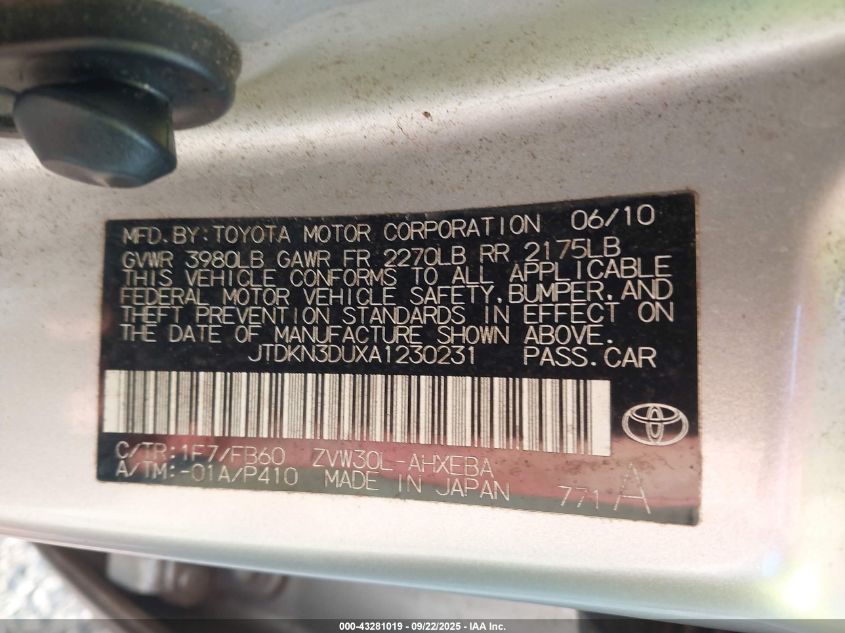 MFD.BY:TOYOTA MOTOR CORPORATION 06/10
GVWR 3980LB GAWR FR 2270LB RR 2175LB
THIS VEHICLE CONFORMS TO ALL APPLICABLE
FEDERAL MOTOR VEHICLE SAFETY, BUMPER, AND
THEFT PREVENTION STANDARDS IN EFFECT ON
THE DATE OF MANUFACTURE SHOWN ABOVE.
JTDKN3DUXA1230231 PASS.CAR
C/TR:1F7/FB60 ZVW30L-AHXEBA
A/TM:-01A/P410 MADE IN JAPAN 771A
000-43281019 - 09/22/2025 - IAA Inc.